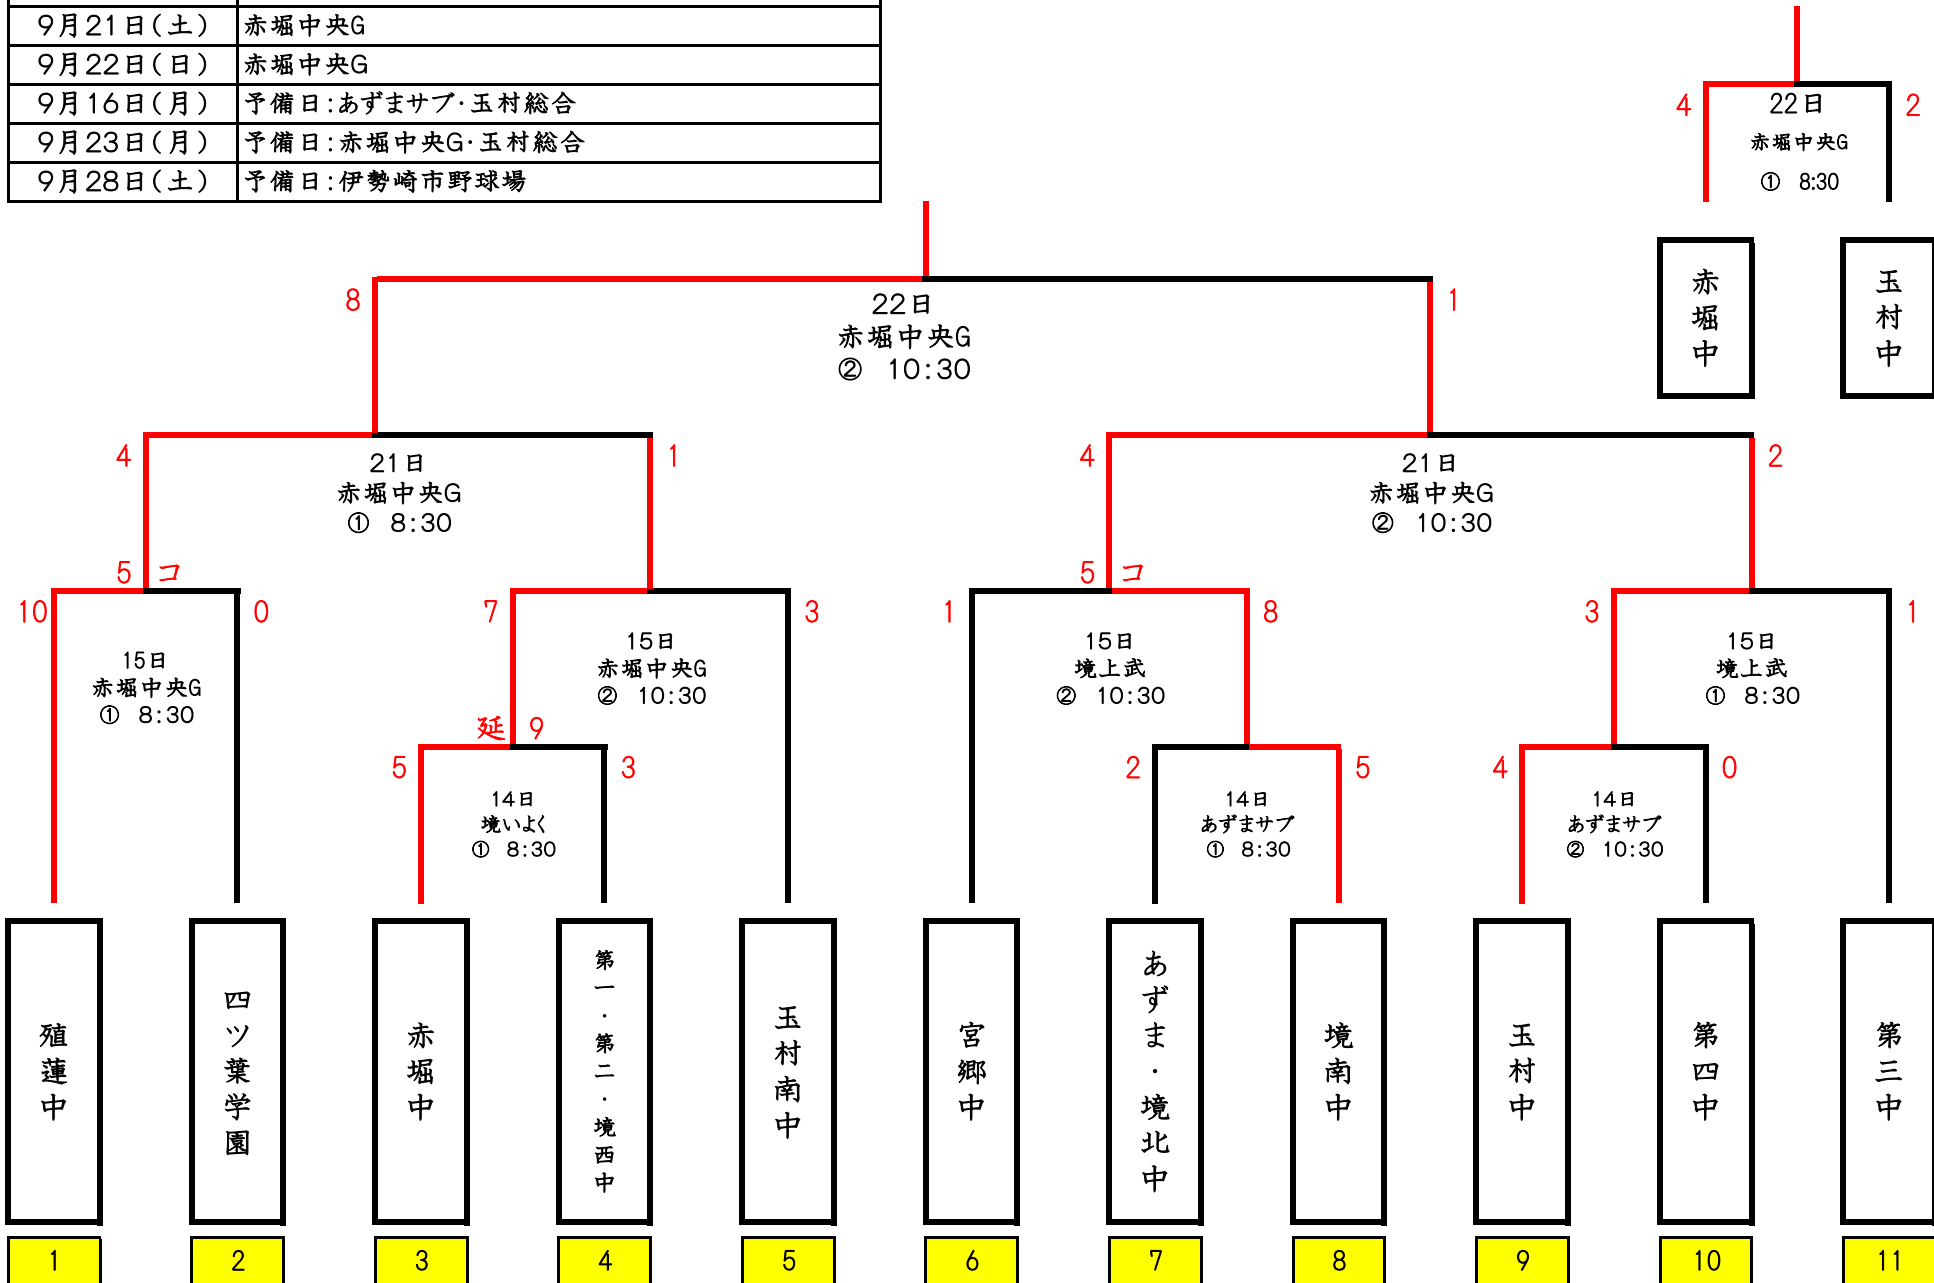 9月21日(土) 赤堀中央G
9月22日(日) 赤堀中央G
9月16日(月) 予備日:あずまサブ・玉村総合
9月23日(月) 予備日:赤堀中央G・玉村総合
9月28日(土) 予備日:伊勢崎市野球場
4 22日 2
赤堀中央G
① 8:30
赤堀中 玉村中
8 1
22日
赤堀中央G
② 10:30
4 1 4 2
21日
赤堀中央G
① 8:30
21日
赤堀中央G
② 10:30
5 コ 5 コ
10 0 7 3 1 8 3 1
15日
赤堀中央G
① 8:30
15日
赤堀中央G
② 10:30
15日
境上武
② 10:30
15日
境上武
① 8:30
延 9
5 3 2 5 4 0
14日
境いよく
① 8:30
14日
あずまサブ
① 8:30
14日
あずまサブ
② 10:30
殖蓮中
四ツ葉学園
赤堀中
第一・第二・境西中
玉村南中
宮郷中
あずま・境北中
境南中
玉村中
第四中
第三中
1 2 3 4 5 6 7 8 9 10 11